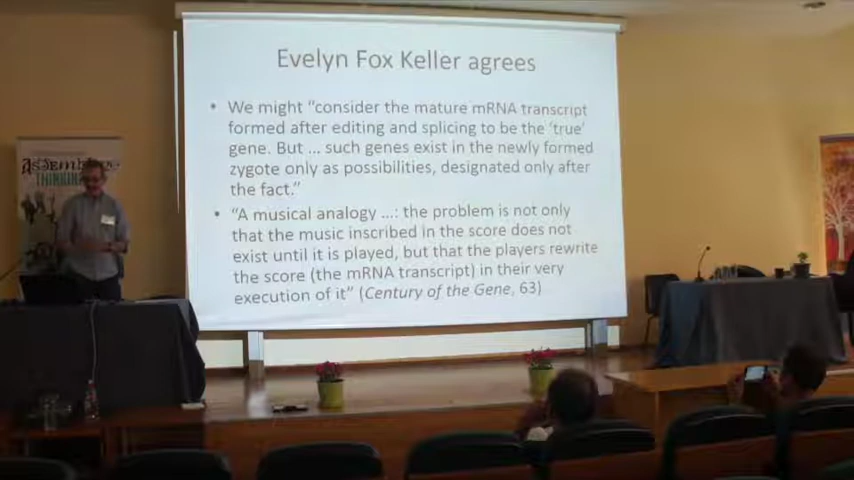 Evelyn Fox Keller agrees
• We might "consider the mature mRNA transcript
formed after editing and splicing to be the 'true'
gene. But ... such genes exist in the newly formed
zygote only as possibilities, designated only after
the fact."
• "A musical analogy ...: the problem is not only
that the music inscribed in the score does not
exist until it is played, but that the players rewrite
the score (the mRNA transcript) in their very
execution of it" (Century of the Gene, 63)
THINKING